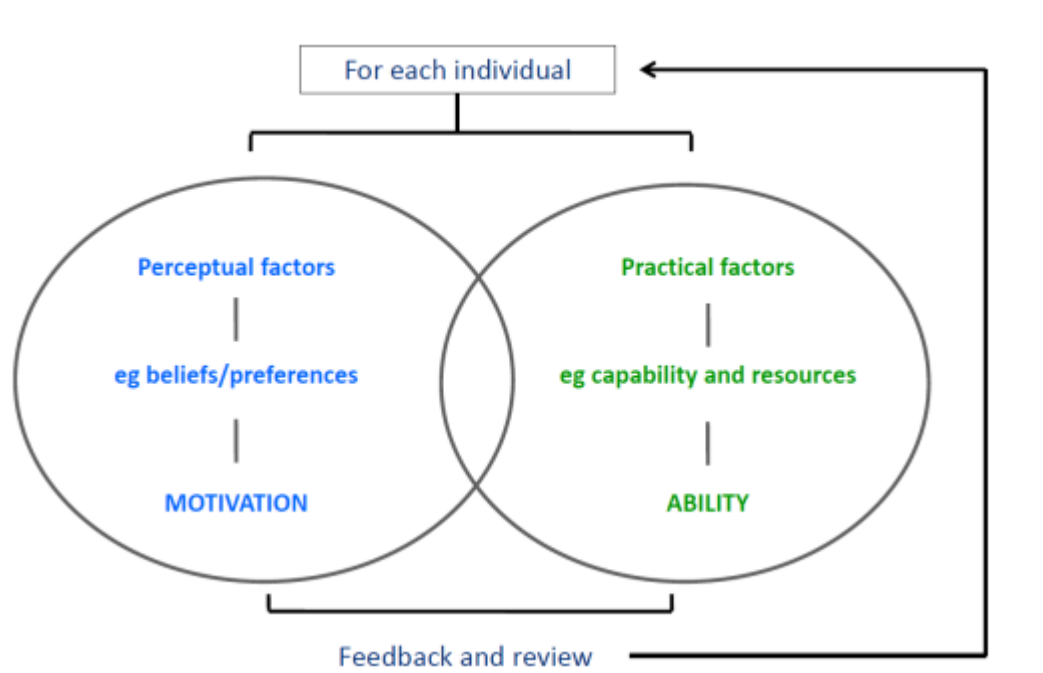 For each individual
Perceptual factors
eg beliefs/preferences
MOTIVATION
Practical factors
eg capability and resources
ABILITY
Feedback and review